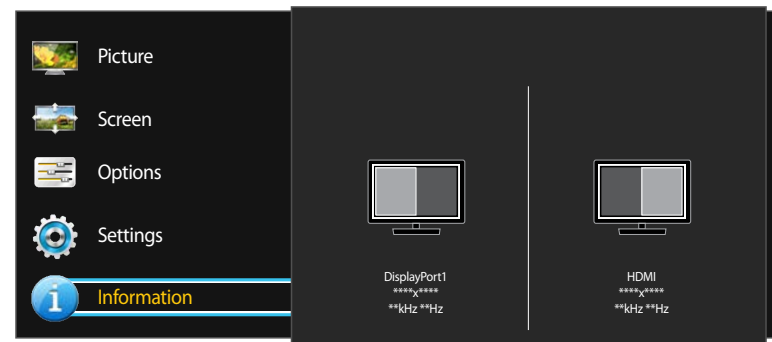 Picture
Screen
Options
Settings
Information
DisplayPort1
****x****
**kHz **Hz
HDMI
****x****
**kHz **Hz